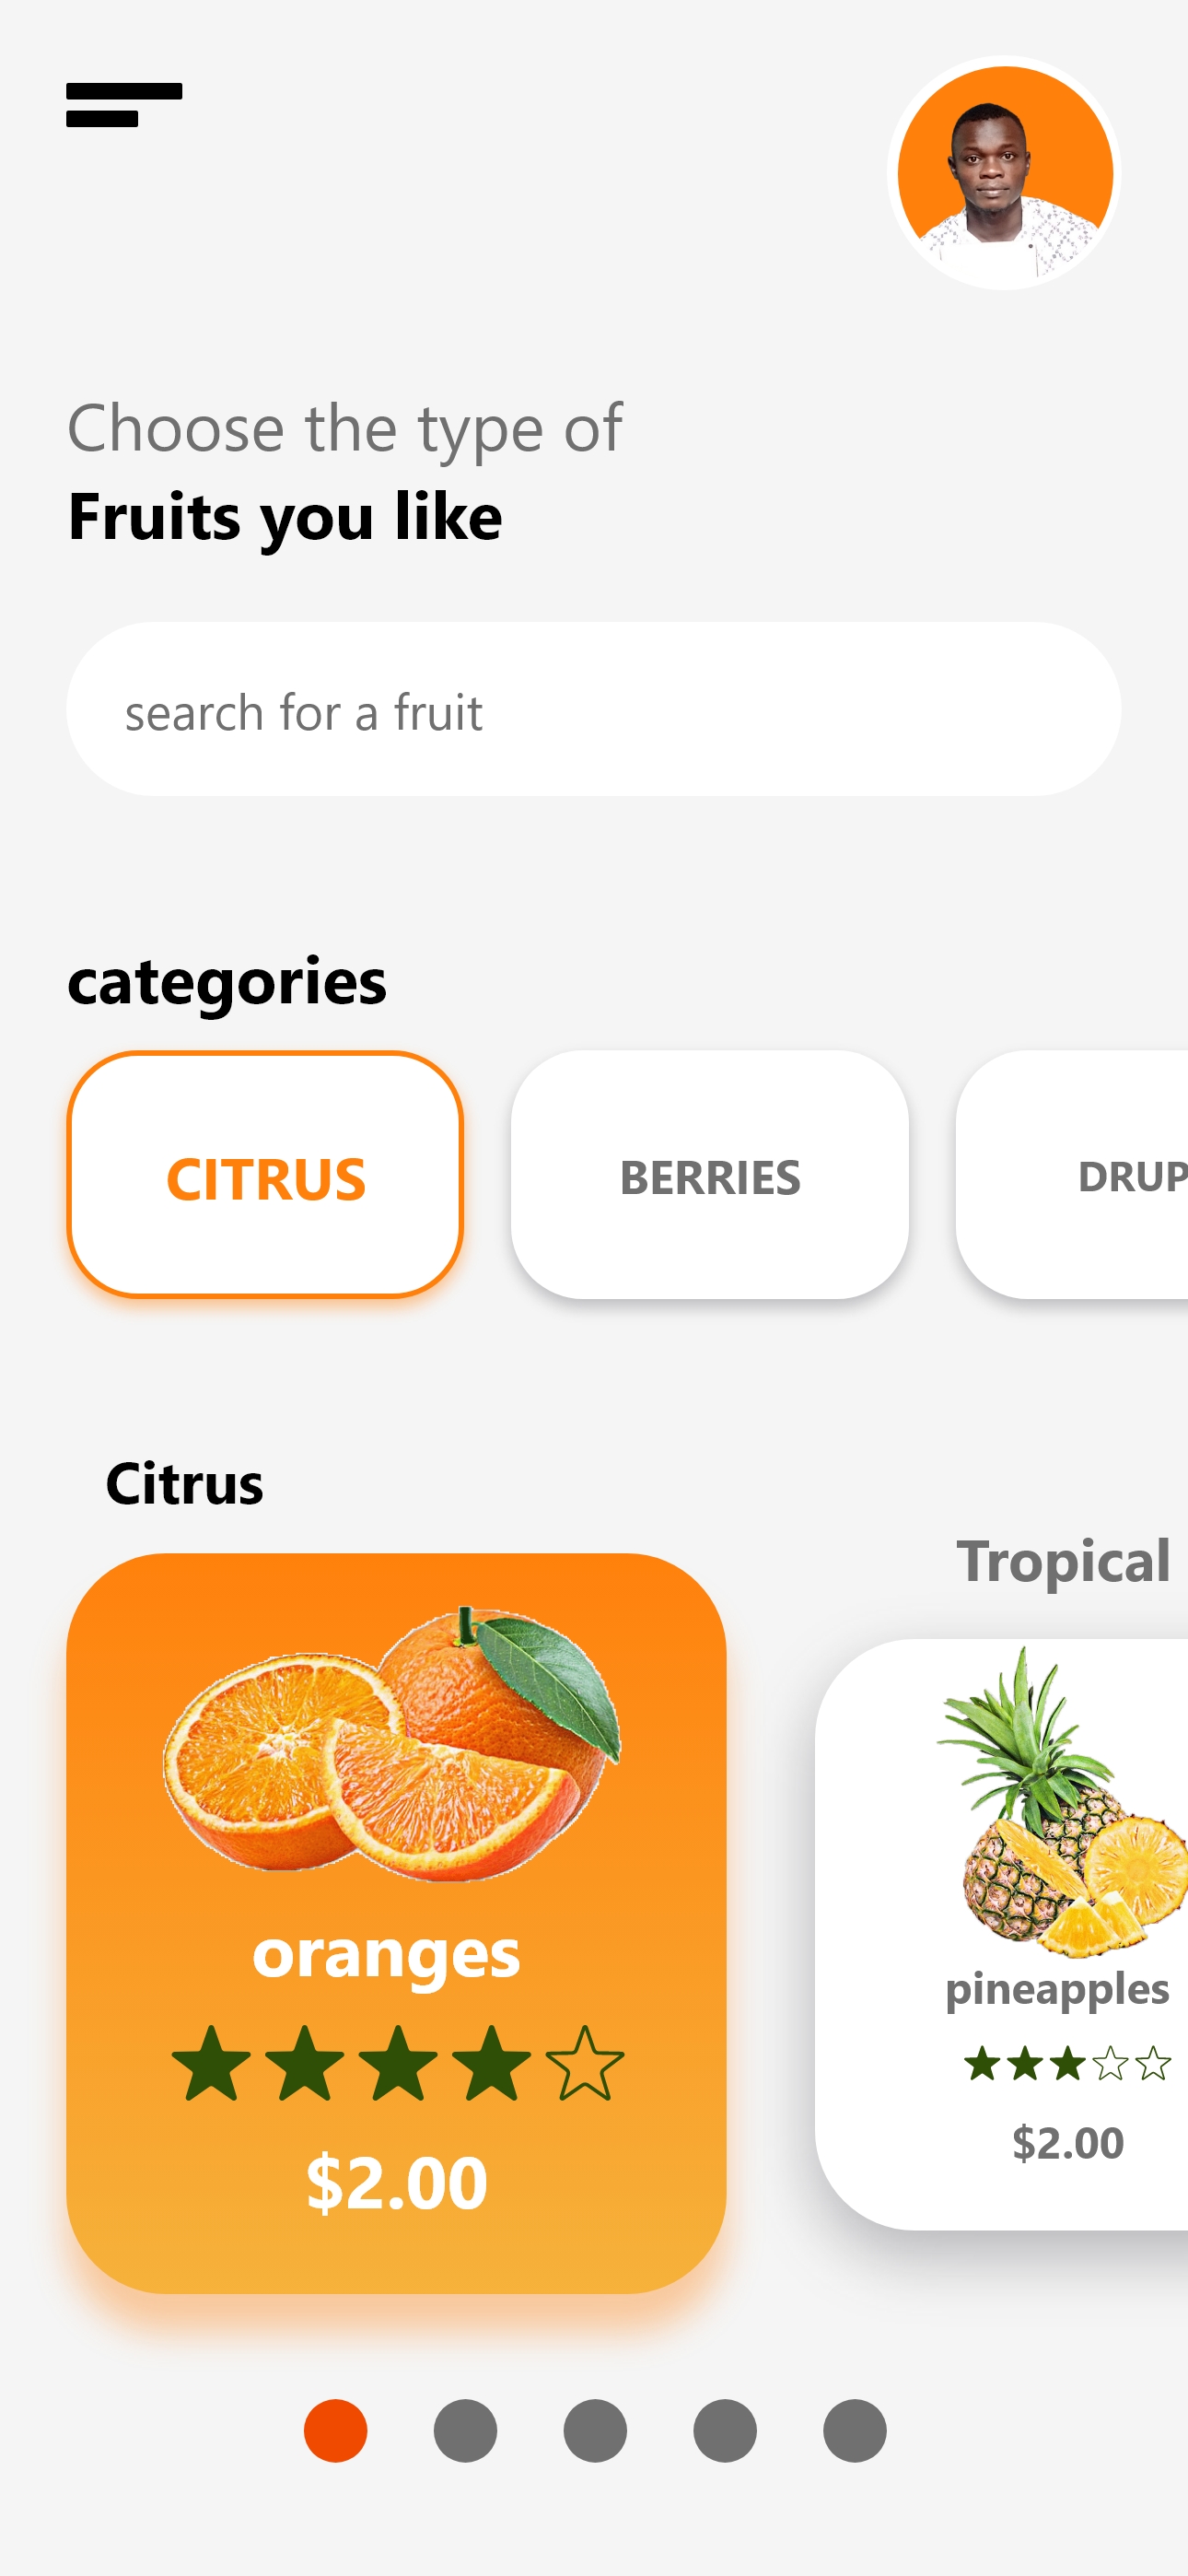 Choose the type of
Fruits you like
search for a fruit
categories
CITRUS
BERRIES
DRUP
Citrus
Tropical
oranges
$2.00
pineapples
$2.00